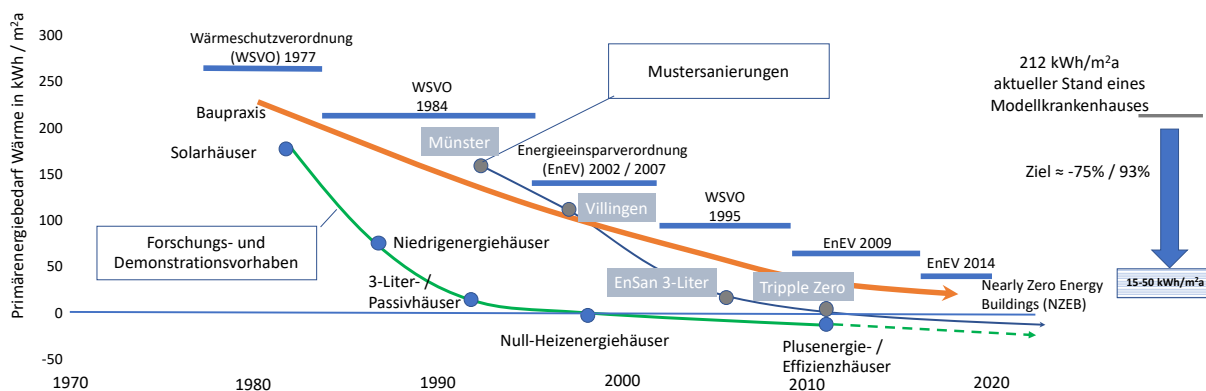 Primärenergiebedarf Wärme in kWh / m²a
300
250
200
150
100
50
0
-50
1970
1980
1990
2000
2010
2020
Wärmeschutzverordnung
(WSVO) 1977
Baupraxis
Solarhäuser
WSVO
1984
Mustersanierungen
Münster
Energieeinsparverordnung
(EnEV) 2002 / 2007
Villingen
WSVO
1995
EnEV 2009
EnEV 2014
Forschungs- und
Demonstrationsvorhaben
Niedrigenergiehäuser
3-Liter- /
Passivhäuser
EnSan 3-Liter
Tripple Zero
Nearly Zero Energy
Buildings (NZEB)
Null-Heizenergiehäuser
Plusenergie- /
Effizienzhäuser
212 kWh/m²a
aktueller Stand eines
Modellkrankenhauses
Ziel ≈ -75% / 93%
15-50 kWh/m²a